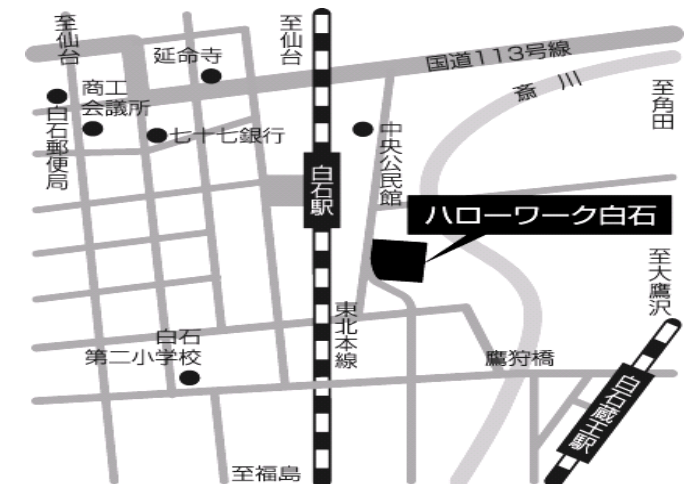 至仙台
至仙台
延命寺
国道113号線
斎川
至角田
商工
会議所
白石郵便局
七十七銀行
中央公民館
白石駅
ハローワーク白石
至大鷹沢
東北本線
白石
第二小学校
鷹狩橋
白石蔵王駅
至福島